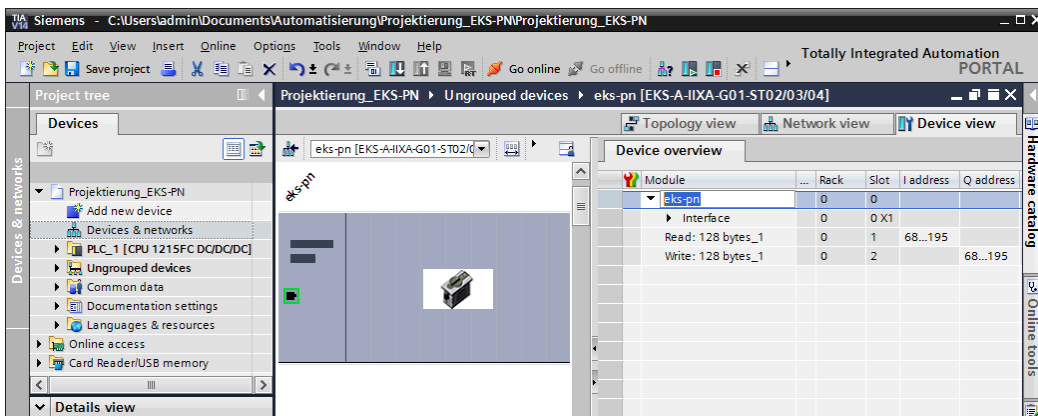 TIA V14 Siemens - C:\Users\admin\Documents\Automatisierung\Projektierung_EKS-PN\Projektierung_EKS-PN
Project Edit View Insert Online Options Tools Window Help
Totally Integrated Automation
PORTAL
Save project Go online Go offline
Project tree
Projektierung_EKS-PN Ungrouped devices eks-pn [EKS-A-IIXA-G01-ST02/03/04]
Devices
Topology view Network view Device view
eks-pn [EKS-A-IIXA-G01-ST02/0
Device overview
Module ... Rack Slot I address Q address
eks-pn 0 0
Interface 0 0 X1
Read: 128 bytes_1 0 1 68...195
Write: 128 bytes_1 0 2 68...195
eks-pn
Projektierung_EKS-PN
Add new device
Devices & networks
PLC_1 [CPU 1215FC DC/DC/DC]
Ungrouped devices
Common data
Documentation settings
Languages & resources
Online access
Card Reader/USB memory
Details view
Devices & networks
Hardware catalog
Online tools